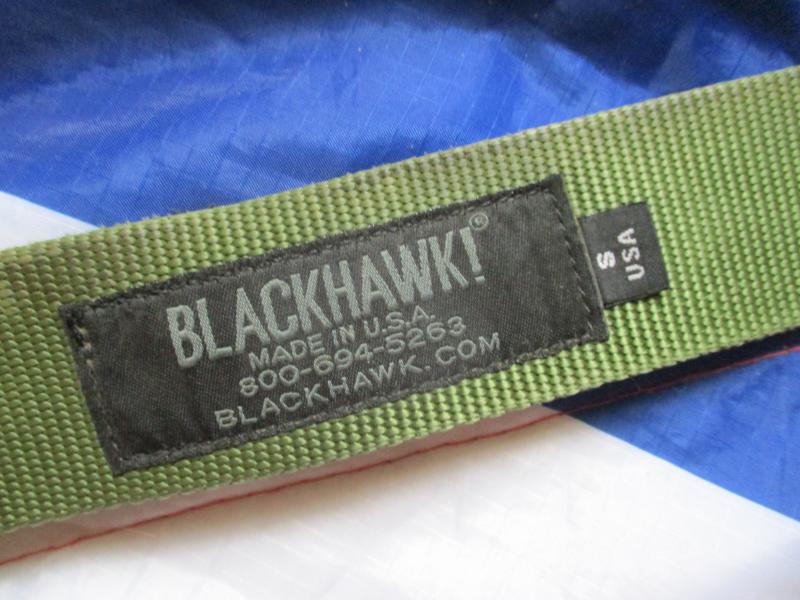 BLACKHAWK!®
MADE IN U.S.A.
800-694-5263
BLACKHAWK.COM
S
USA